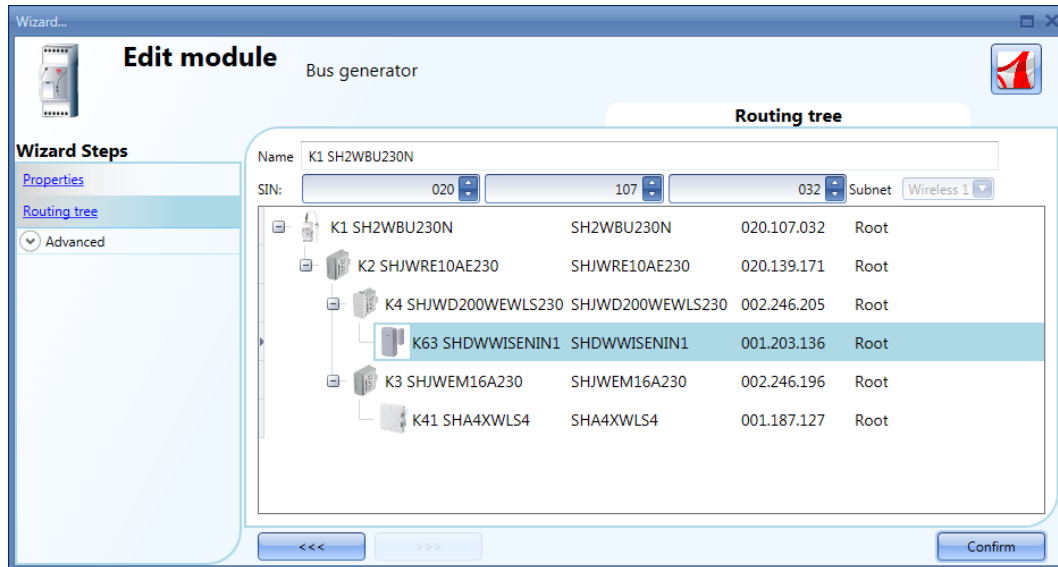 Wizard...
Edit module
Bus generator
Routing tree
Wizard Steps
Properties
Routing tree
Advanced
Name K1 SH2WBU230N
SIN: 020 107 032 Subnet Wireless 1
K1 SH2WBU230N SH2WBU230N 020.107.032 Root
K2 SHJWRE10AE230 SHJWRE10AE230 020.139.171 Root
K4 SHJWD200WEWLS230 SHJWD200WEWLS230 002.246.205 Root
K63 SHDWWISENIN1 SHDWWISENIN1 001.203.136 Root
K3 SHJWEM16A230 SHJWEM16A230 002.246.196 Root
K41 SHA4XWLS4 SHA4XWLS4 001.187.127 Root
<<< >>> Confirm